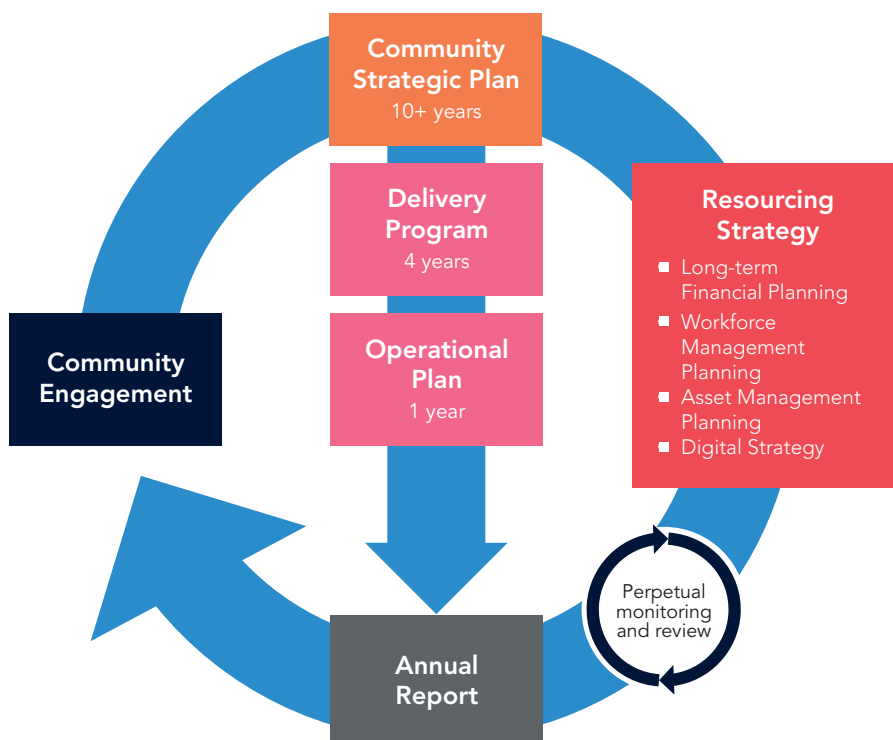 Community
Strategic Plan
10+ years
Delivery
Program
4 years
Operational
Plan
1 year
Resourcing
Strategy
Long-term
Financial Planning
Workforce
Management
Planning
Asset Management
Planning
Digital Strategy
Community
Engagement
Perpetual
monitoring
and review
Annual
Report